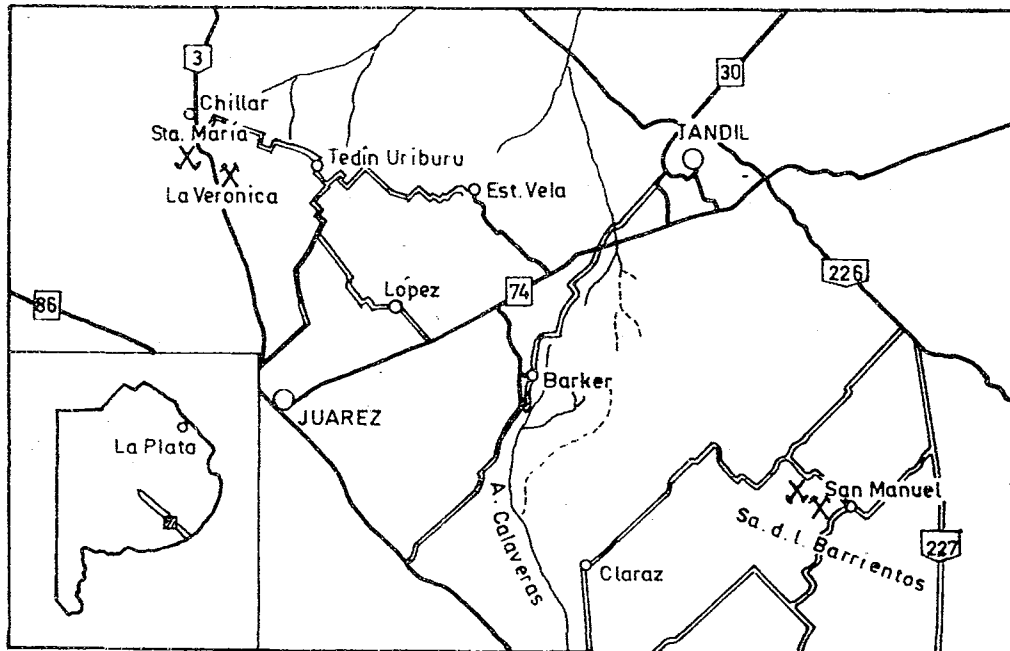 3
30
Chillar
TANDIL
Sta. María
Tedín Uriburu
La Veronica
Est. Vela
226
86
López
74
Barker
JUAREZ
La Plata
A. Calaveras
San Manuel
Sa. d. l. Barrientos
227
Claraz